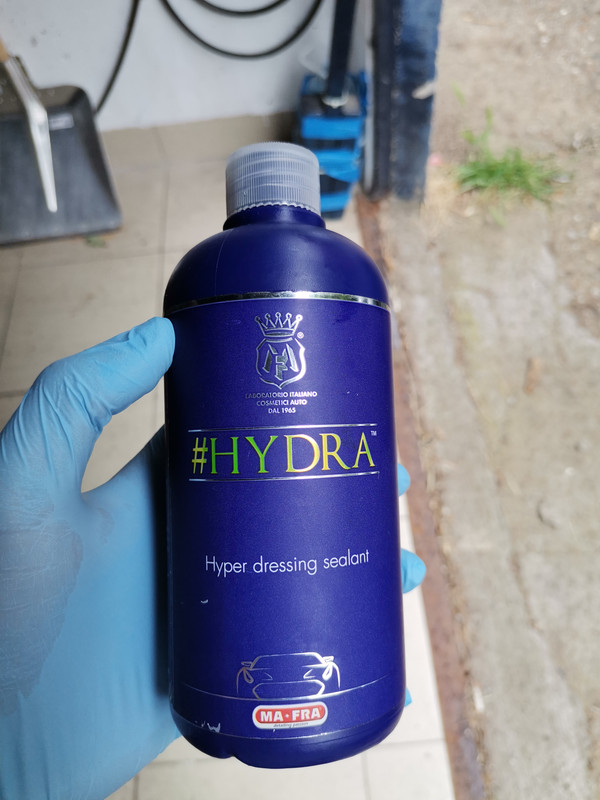 LABORATORIO ITALIANO
COSMETICI AUTO
DAL 1965
#HYDRA™
Hyper dressing sealant
MA·FRA